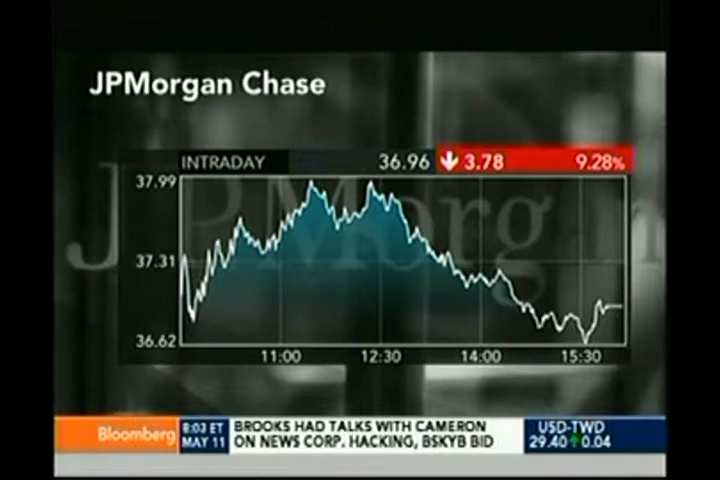 JPMorgan Chase
INTRADAY 36.96 3.78 9.28%
37.99
JPMorgan
37.31
36.62
11:00 12:30 14:00 15:30
Bloomberg
8:03 ET
MAY 11
BROOKS HAD TALKS WITH CAMERON
ON NEWS CORP. HACKING, BSKYB BID
USD-TWD
29.40 0.04